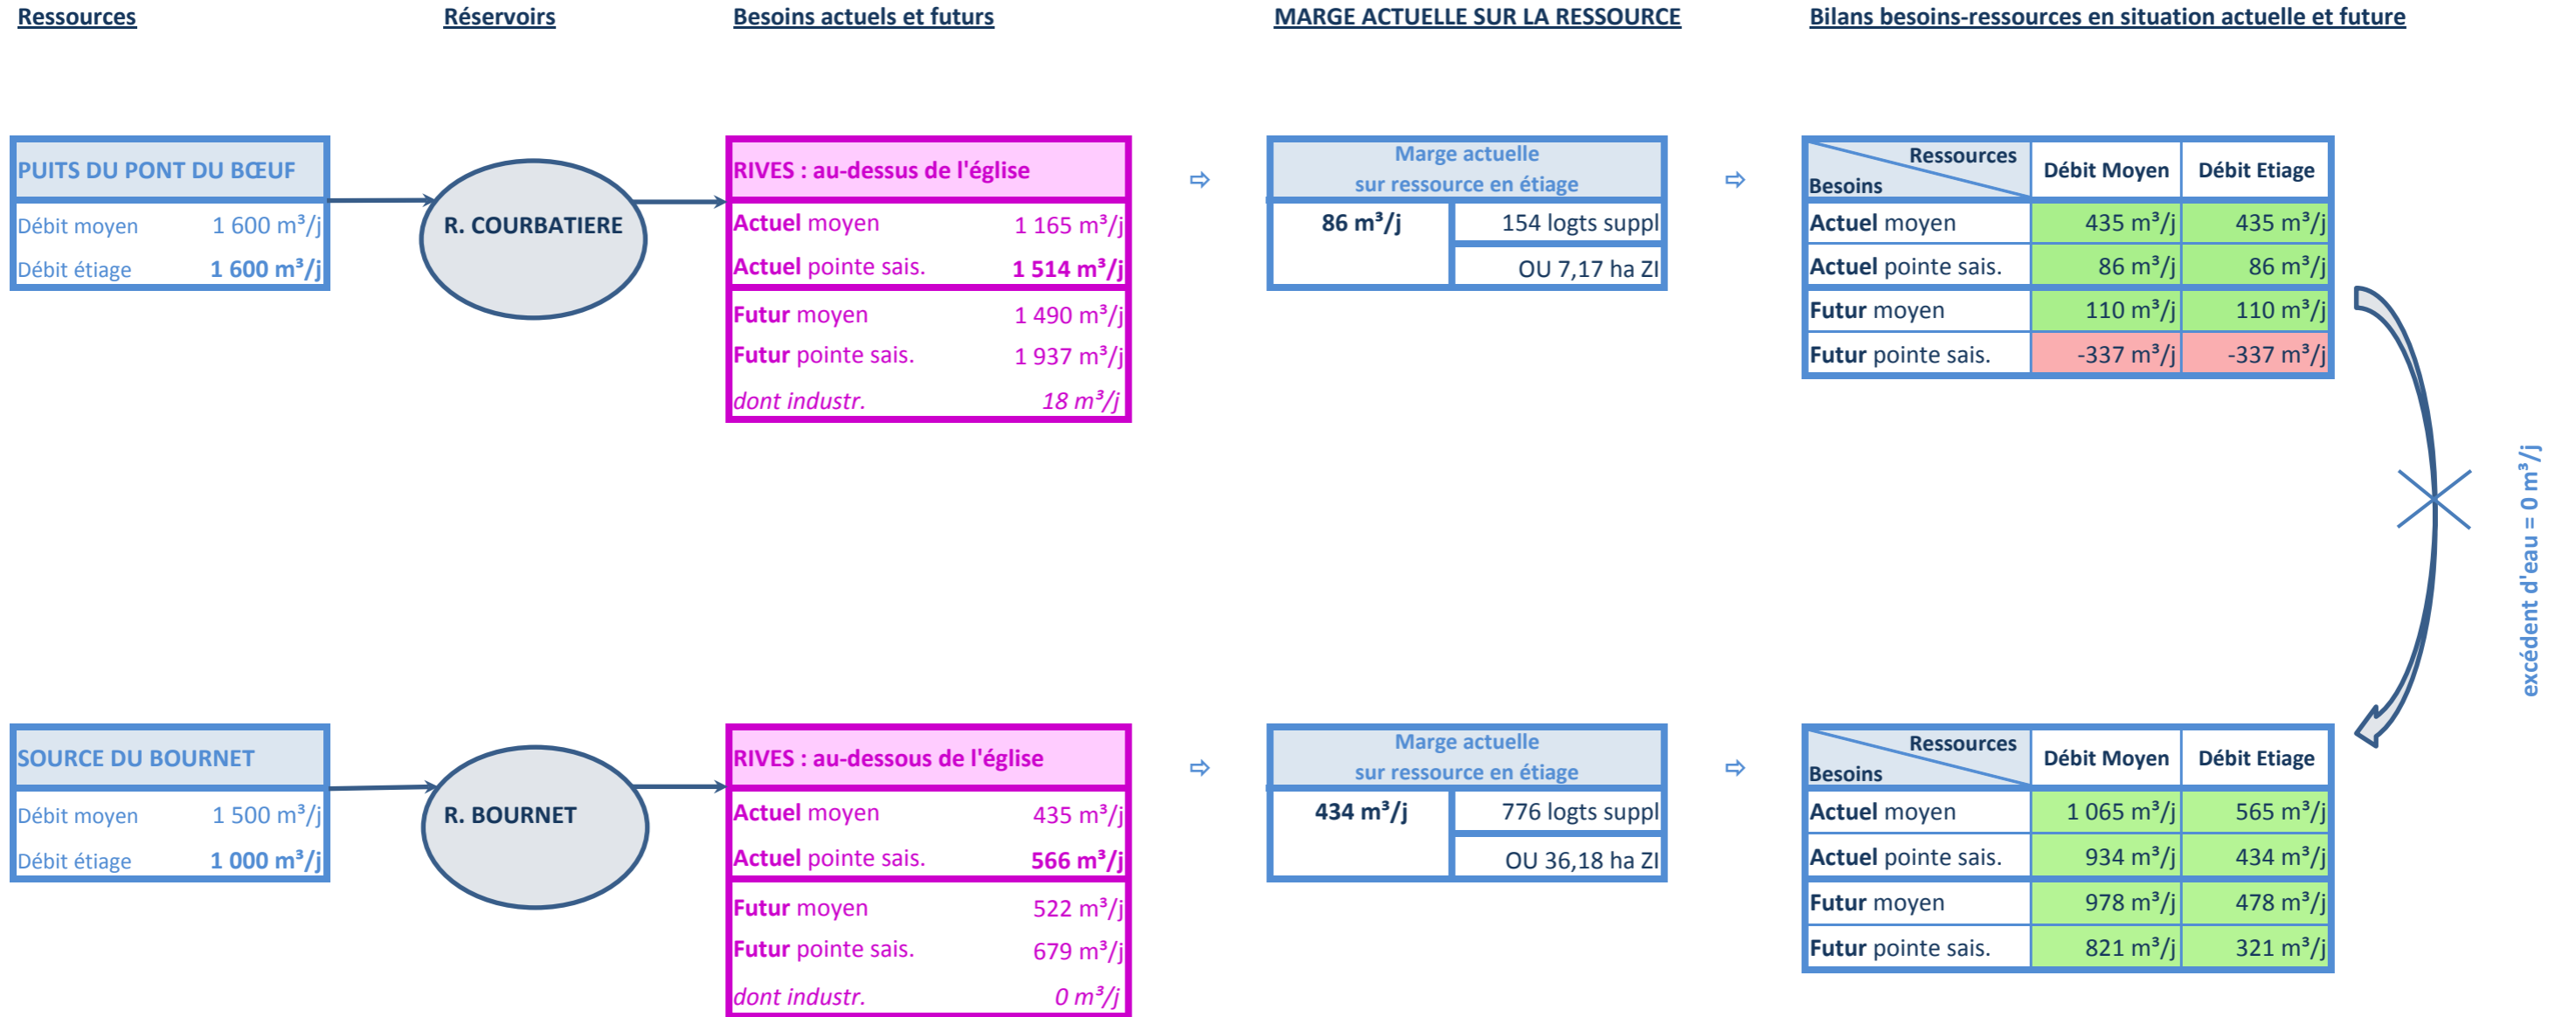 Ressources
Réservoirs
Besoins actuels et futurs
MARGE ACTUELLE SUR LA RESSOURCE
Bilans besoins-ressources en situation actuelle et future
PUITS DU PONT DU BŒUF
Débit moyen 1 600 m³/j
Débit étiage 1 600 m³/j
R. COURBATIERE
RIVES : au-dessus de l'église
Actuel moyen 1 165 m³/j
Actuel pointe sais. 1 514 m³/j
Futur moyen 1 490 m³/j
Futur pointe sais. 1 937 m³/j
dont industr. 18 m³/j
⇨
Marge actuelle
sur ressource en étiage
86 m³/j 154 logts suppl
OU 7,17 ha ZI
⇨
Ressources
Besoins
Débit Moyen Débit Etiage
Actuel moyen 435 m³/j 435 m³/j
Actuel pointe sais. 86 m³/j 86 m³/j
Futur moyen 110 m³/j 110 m³/j
Futur pointe sais. -337 m³/j -337 m³/j
excédent d'eau = 0 m³/j
SOURCE DU BOURNET
Débit moyen 1 500 m³/j
Débit étiage 1 000 m³/j
R. BOURNET
RIVES : au-dessous de l'église
Actuel moyen 435 m³/j
Actuel pointe sais. 566 m³/j
Futur moyen 522 m³/j
Futur pointe sais. 679 m³/j
dont industr. 0 m³/j
⇨
Marge actuelle
sur ressource en étiage
434 m³/j 776 logts suppl
OU 36,18 ha ZI
⇨
Ressources
Besoins
Débit Moyen Débit Etiage
Actuel moyen 1 065 m³/j 565 m³/j
Actuel pointe sais. 934 m³/j 434 m³/j
Futur moyen 978 m³/j 478 m³/j
Futur pointe sais. 821 m³/j 321 m³/j